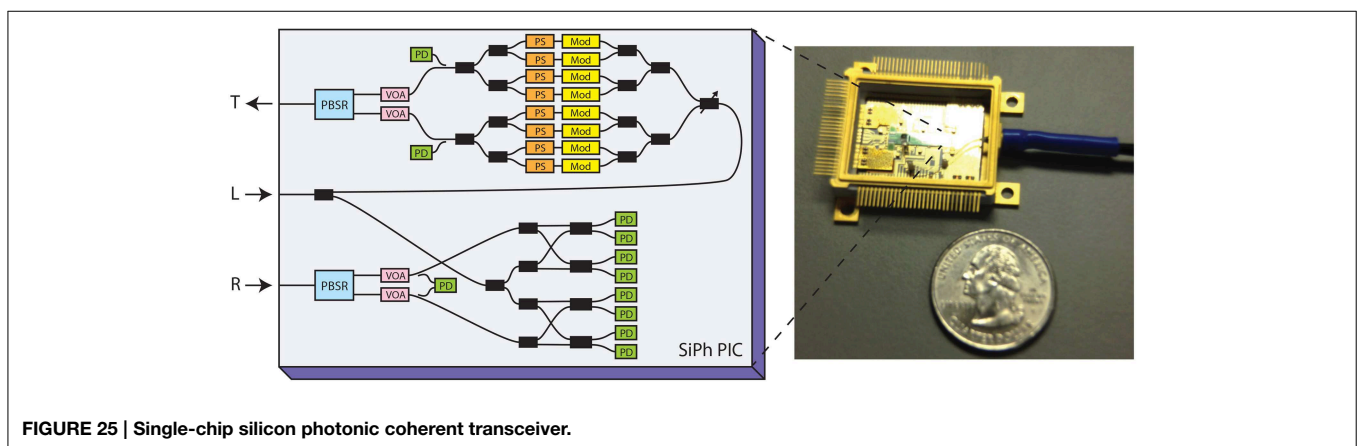 PD
PS Mod
PS Mod
PS Mod
PS Mod
T
PBSR
VOA
VOA
PS Mod
PS Mod
PS Mod
PS Mod
PD
L
R
PBSR
VOA
VOA
PD
PD
PD
PD
PD
PD
PD
PD
PD
SiPh PIC
FIGURE 25 | Single-chip silicon photonic coherent transceiver.